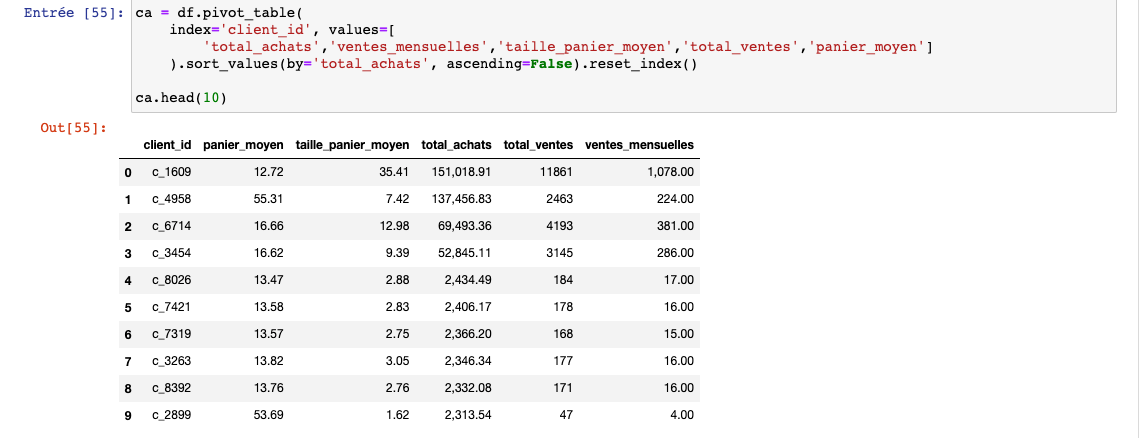 Entrée [55]: ca = df.pivot_table(
index='client_id', values=[
'total_achats','ventes_mensuelles','taille_panier_moyen','total_ventes','panier_moyen']
).sort_values(by='total_achats', ascending=False).reset_index()
ca.head(10)
Out[55]:
client_id panier_moyen taille_panier_moyen total_achats total_ventes ventes_mensuelles
0 c_1609 12.72 35.41 151,018.91 11861 1,078.00
1 c_4958 55.31 7.42 137,456.83 2463 224.00
2 c_6714 16.66 12.98 69,493.36 4193 381.00
3 c_3454 16.62 9.39 52,845.11 3145 286.00
4 c_8026 13.47 2.88 2,434.49 184 17.00
5 c_7421 13.58 2.83 2,406.17 178 16.00
6 c_7319 13.57 2.75 2,366.20 168 15.00
7 c_3263 13.82 3.05 2,346.34 177 16.00
8 c_8392 13.76 2.76 2,332.08 171 16.00
9 c_2899 53.69 1.62 2,313.54 47 4.00